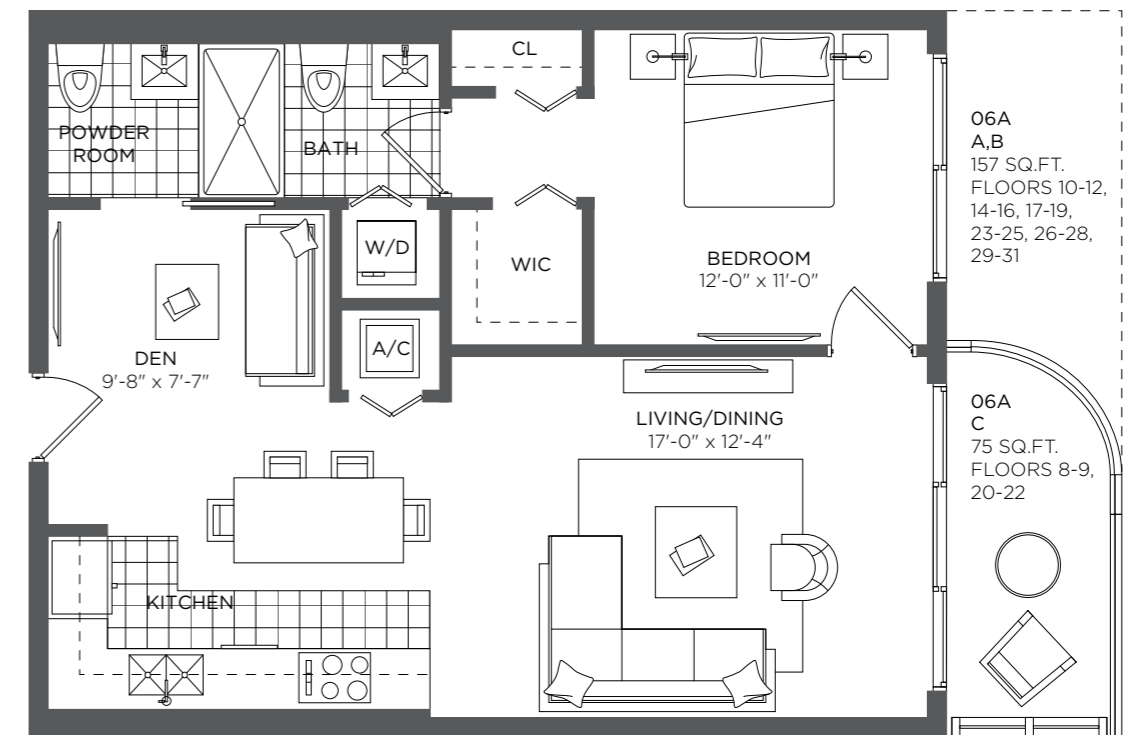 CL
POWDER
ROOM
BATH
W/D
WIC
BEDROOM
12'-0" x 11'-0"
06A
A,B
157 SQ.FT.
FLOORS 10-12,
14-16, 17-19,
23-25, 26-28,
29-31
A/C
DEN
9'-8" x 7'-7"
LIVING/DINING
17'-0" x 12'-4"
06A
C
75 SQ.FT.
FLOORS 8-9,
20-22
KITCHEN